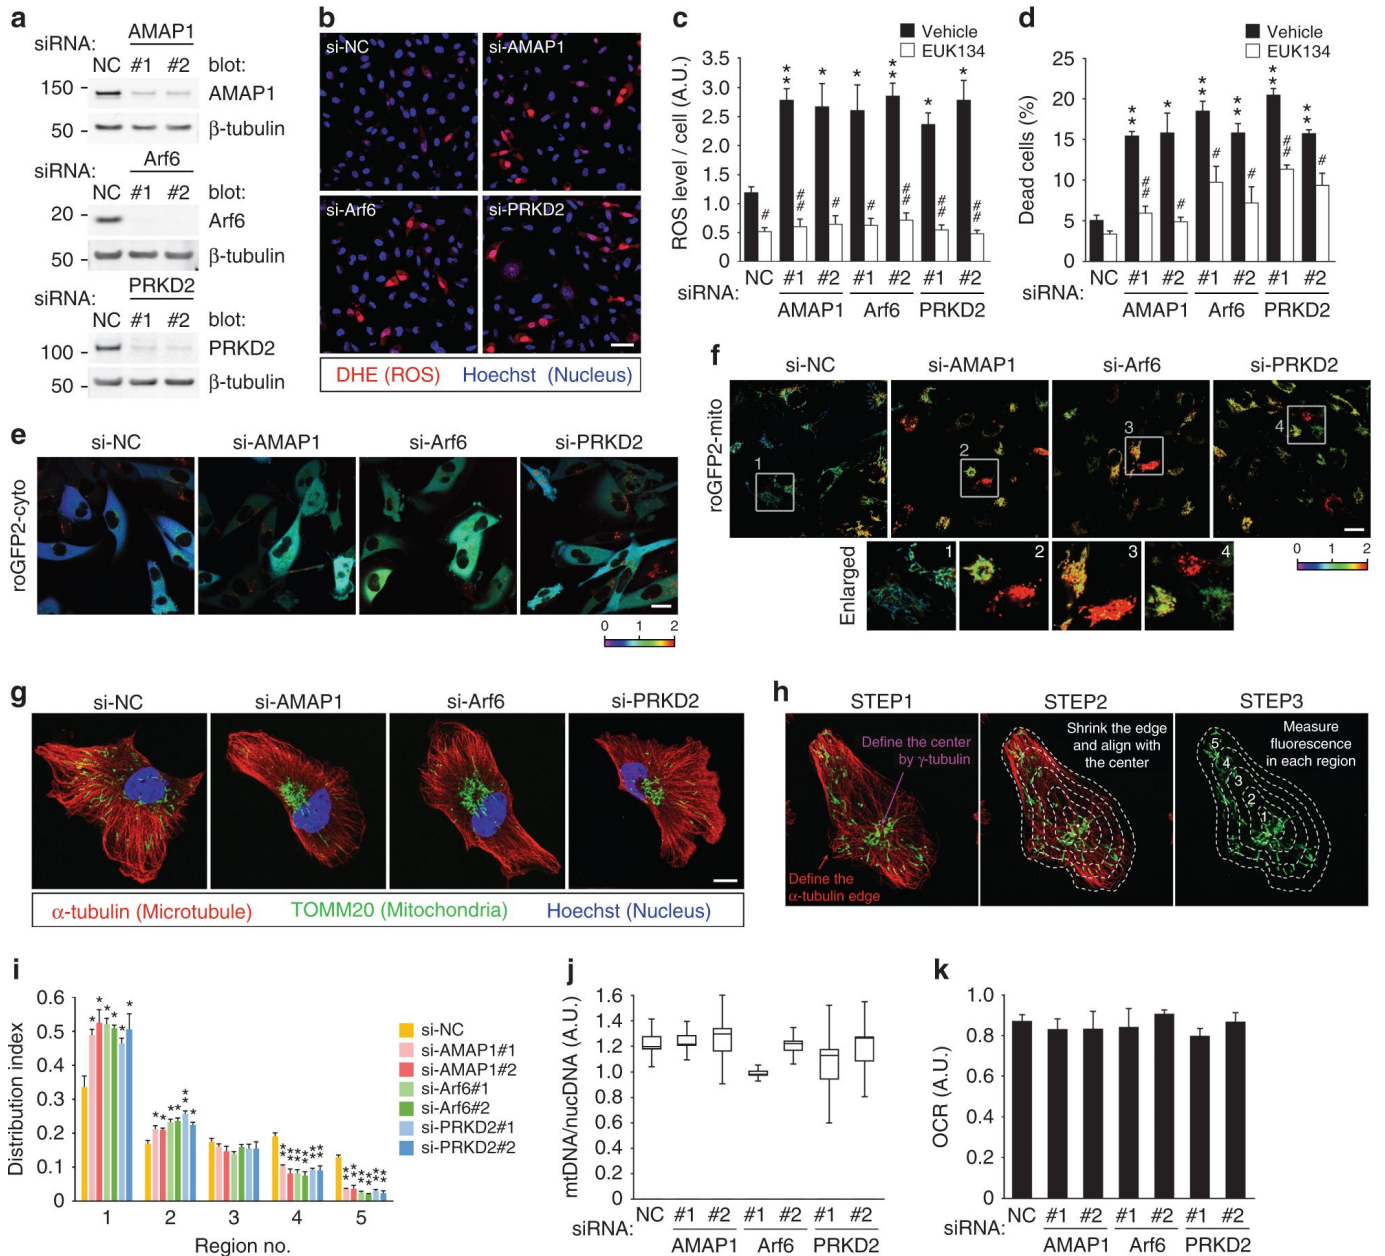 a
AMAP1
siRNA:
NC #1 #2 blot:
150 - AMAP1
50 - β-tubulin
Arf6
siRNA:
NC #1 #2 blot:
20 - Arf6
50 - β-tubulin
PRKD2
siRNA:
NC #1 #2 blot:
100 - PRKD2
50 - β-tubulin
b
si-NC si-AMAP1
si-Arf6 si-PRKD2
DHE (ROS) Hoechst (Nucleus)
c
Vehicle
EUK134
ROS level / cell (A.U.)
3.5
3.0
2.5
2.0
1.5
1.0
0.5
0
** * * ** * *
# ## # # ## ## ##
NC #1 #2 #1 #2 #1 #2
siRNA:
AMAP1 Arf6 PRKD2
d
Vehicle
EUK134
Dead cells (%)
25
20
15
10
5
0
** * ** ** ** **
## # # # ## #
NC #1 #2 #1 #2 #1 #2
siRNA:
AMAP1 Arf6 PRKD2
e
si-NC si-AMAP1 si-Arf6 si-PRKD2
roGFP2-cyto
0 1 2
f
si-NC si-AMAP1 si-Arf6 si-PRKD2
roGFP2-mito
1 2 3 4
0 1 2
Enlarged
1 2 3 4
g
si-NC si-AMAP1 si-Arf6 si-PRKD2
α-tubulin (Microtubule) TOMM20 (Mitochondria) Hoechst (Nucleus)
h
STEP1 STEP2 STEP3
Define the center
by γ-tubulin
Define the
α-tubulin edge
Shrink the edge
and align with
the center
Measure
fluorescence
in each region
5
4
3
2
1
i
Distribution index
0.6
0.5
0.4
0.3
0.2
0.1
0
1 2 3 4 5
Region no.
si-NC
si-AMAP1#1
si-AMAP1#2
si-Arf6#1
si-Arf6#2
si-PRKD2#1
si-PRKD2#2
j
mtDNA/nucDNA (A.U.)
1.6
1.4
1.2
1.0
0.8
0.6
0.4
0.2
0
NC #1 #2 #1 #2 #1 #2
siRNA:
AMAP1 Arf6 PRKD2
k
OCR (A.U.)
1.0
0.8
0.6
0.4
0.2
0
NC #1 #2 #1 #2 #1 #2
siRNA:
AMAP1 Arf6 PRKD2